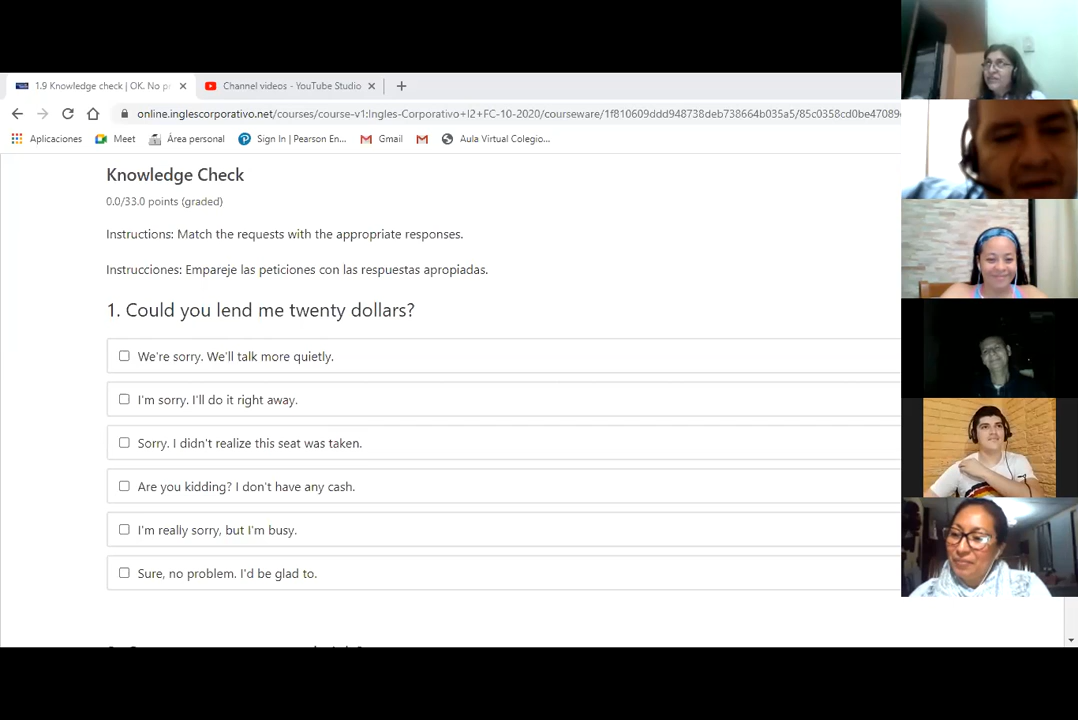 1.9 Knowledge check | OK. No pr
Channel videos - YouTube Studio
online.inglescorporativo.net/courses/course-v1:Ingles-Corporativo+I2+FC-10-2020/courseware/1f810609ddd948738deb738664b035a5/85c0358cd0be47089
Aplicaciones Meet Área personal Sign In | Pearson En... Gmail Aula Virtual Colegio...
Knowledge Check
0.0/33.0 points (graded)
Instructions: Match the requests with the appropriate responses.
Instrucciones: Empareje las peticiones con las respuestas apropiadas.
1. Could you lend me twenty dollars?
We're sorry. We'll talk more quietly.
I'm sorry. I'll do it right away.
Sorry. I didn't realize this seat was taken.
Are you kidding? I don't have any cash.
I'm really sorry, but I'm busy.
Sure, no problem. I'd be glad to.